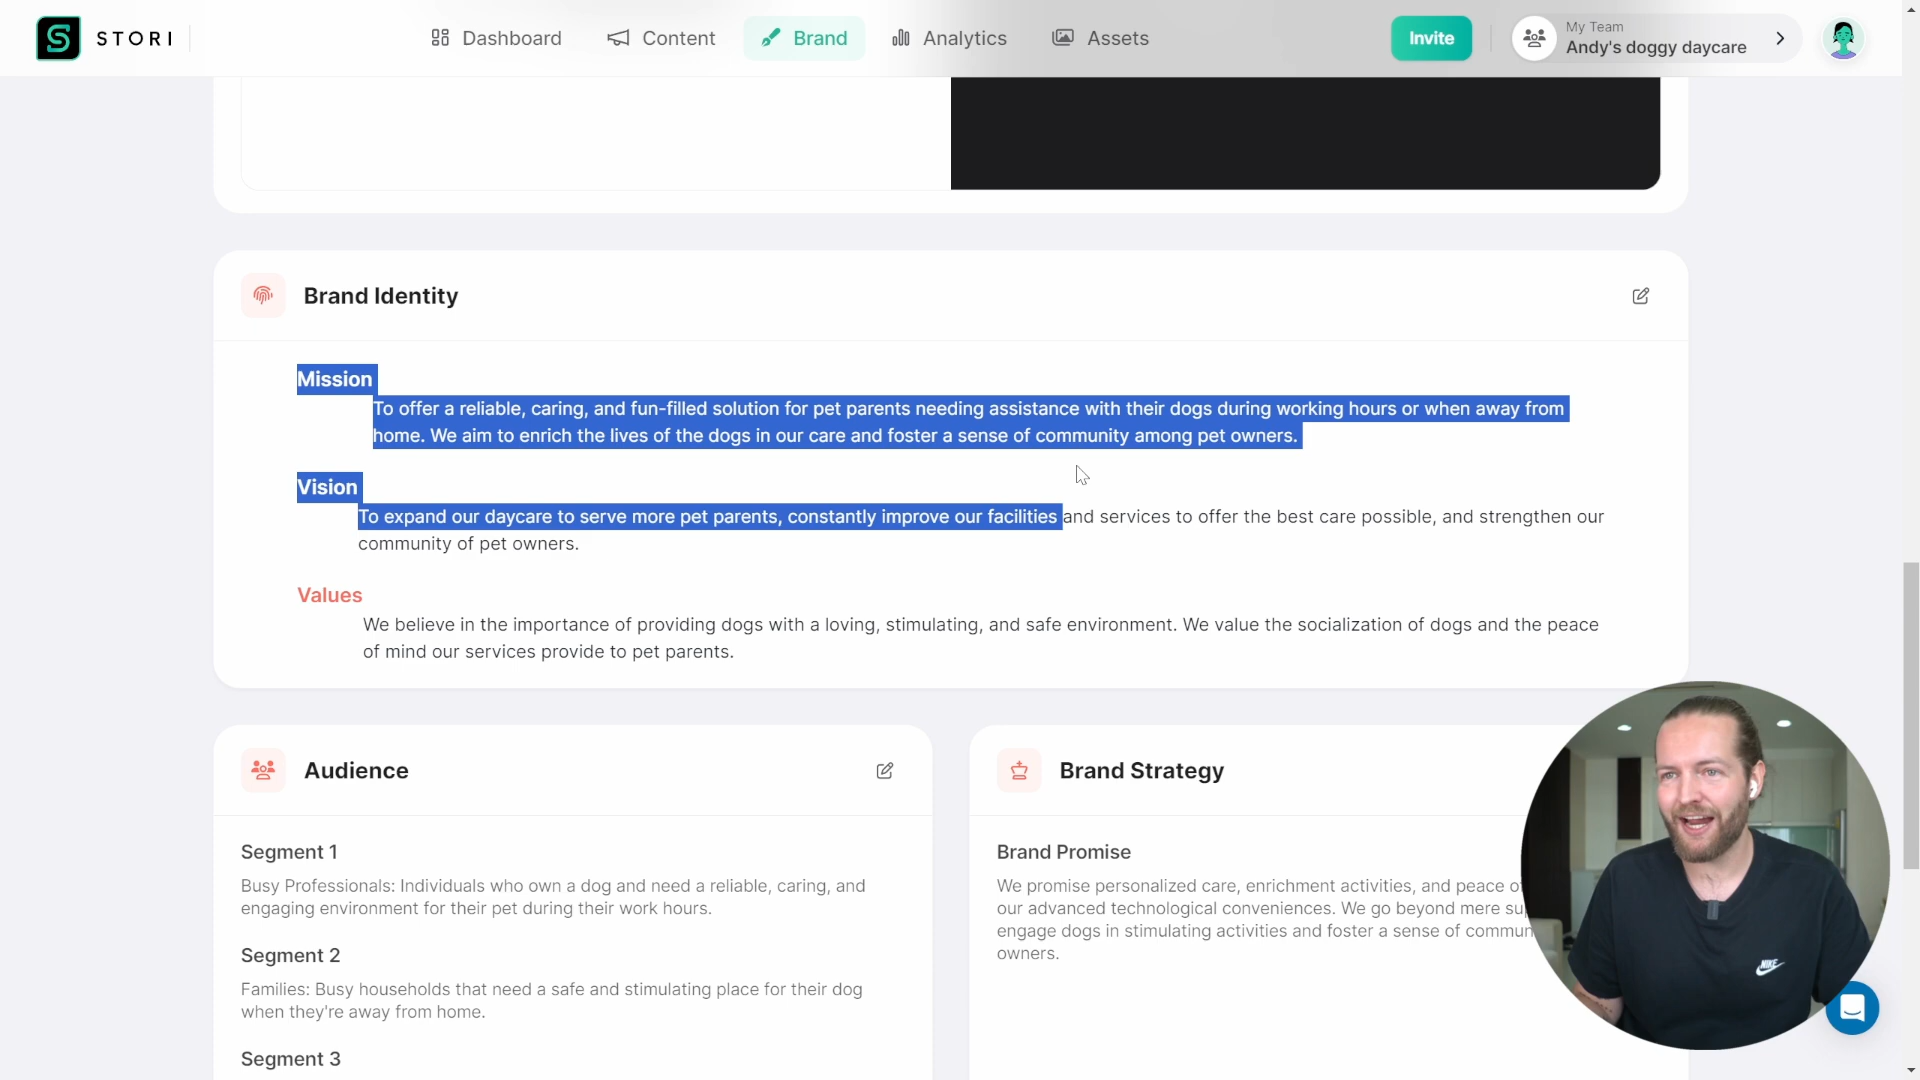 STORI
Dashboard
Content
Brand
Analytics
Assets
Invite
My Team
Andy's doggy daycare
Brand Identity
Mission
To offer a reliable, caring, and fun-filled solution for pet parents needing assistance with their dogs during working hours or when away from
home. We aim to enrich the lives of the dogs in our care and foster a sense of community among pet owners.
Vision
To expand our daycare to serve more pet parents, constantly improve our facilities and services to offer the best care possible, and strengthen our
community of pet owners.
Values
We believe in the importance of providing dogs with a loving, stimulating, and safe environment. We value the socialization of dogs and the peace
of mind our services provide to pet parents.
Audience
Segment 1
Busy Professionals: Individuals who own a dog and need a reliable, caring, and
engaging environment for their pet during their work hours.
Segment 2
Families: Busy households that need a safe and stimulating place for their dog
when they're away from home.
Segment 3
Brand Strategy
Brand Promise
We promise personalized care, enrichment activities, and peace
our advanced technological conveniences. We go beyond mere
engage dogs in stimulating activities and foster a sense of
owners.
NIKE